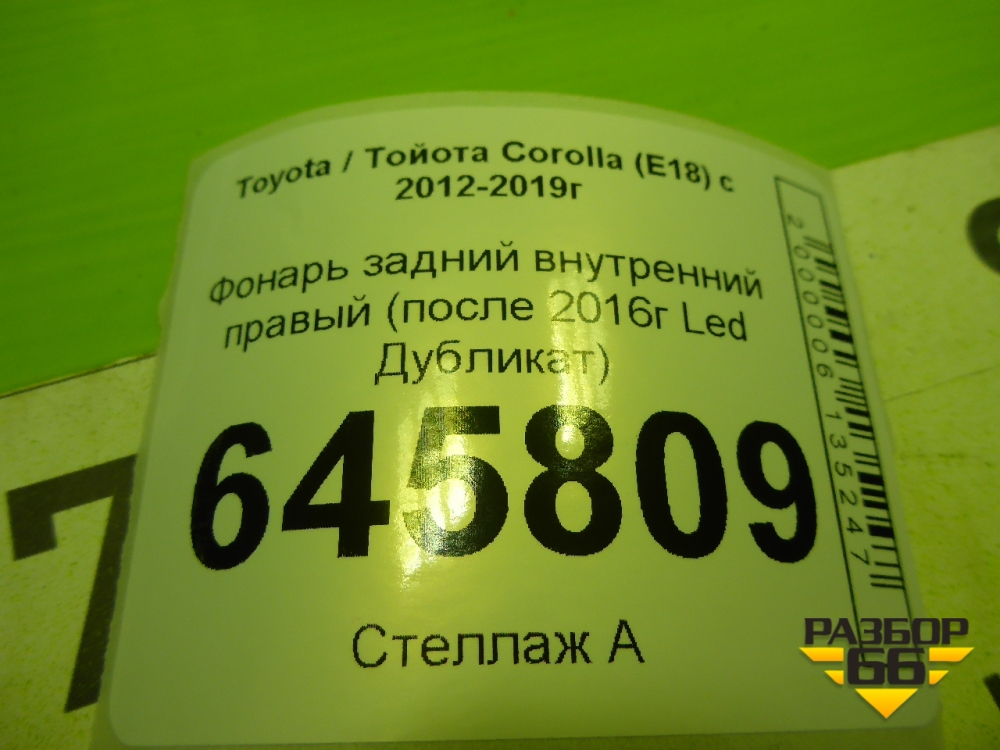 Toyota / Тойота Corolla (E18) с
2012-2019г
Фонарь задний внутренний
правый (после 2016г Led
Дубликат)
645809
Стеллаж А
2000006135247
7
РАЗБОР
66